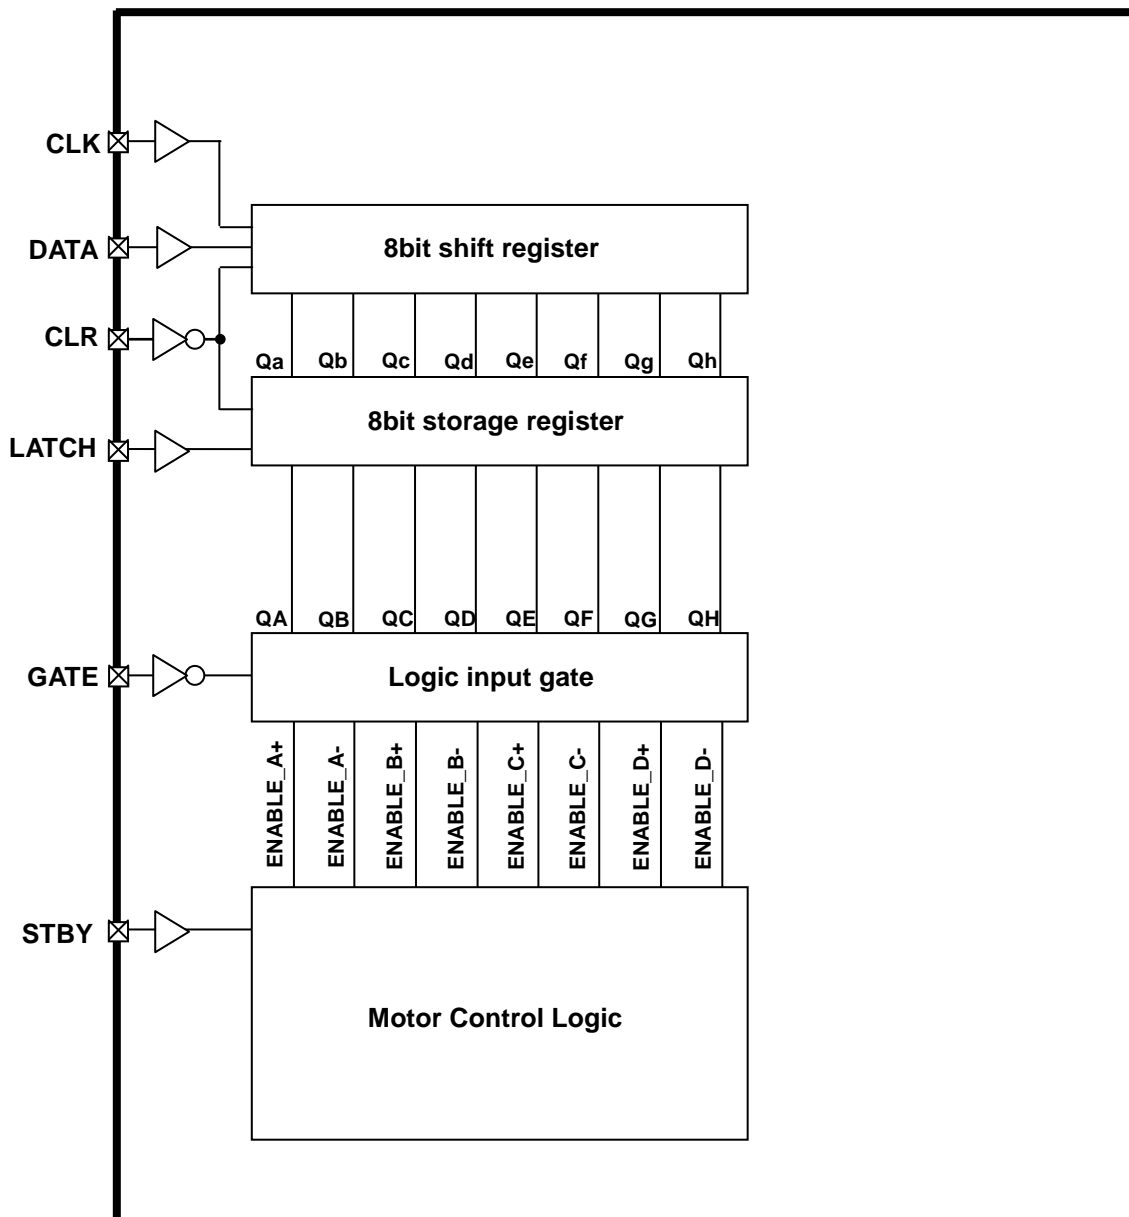 CLK
DATA
8bit shift register
CLR
Qa Qb Qc Qd Qe Qf Qg Qh
8bit storage register
LATCH
QA QB QC QD QE QF QG QH
GATE
Logic input gate
ENABLE_A+
ENABLE_A-
ENABLE_B+
ENABLE_B-
ENABLE_C+
ENABLE_C-
ENABLE_D+
ENABLE_D-
STBY
Motor Control Logic